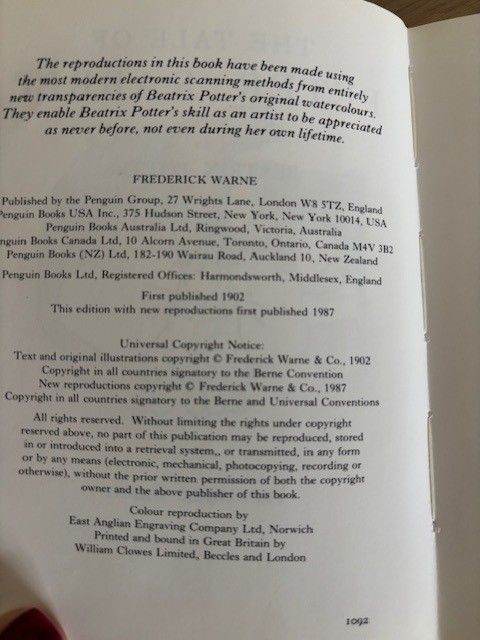 The reproductions in this book have been made using
the most modern electronic scanning methods from entirely
new transparencies of Beatrix Potter's original watercolours.
They enable Beatrix Potter's skill as an artist to be appreciated
as never before, not even during her own lifetime.
FREDERICK WARNE
Published by the Penguin Group, 27 Wrights Lane, London W8 5TZ, England
Penguin Books USA Inc., 375 Hudson Street, New York, New York 10014, USA
Penguin Books Australia Ltd, Ringwood, Victoria, Australia
nguin Books Canada Ltd, 10 Alcorn Avenue, Toronto, Ontario, Canada M4V 3B2
Penguin Books (NZ) Ltd, 182-190 Wairau Road, Auckland 10, New Zealand
Penguin Books Ltd, Registered Offices: Harmondsworth, Middlesex, England
First published 1902
This edition with new reproductions first published 1987
Universal Copyright Notice:
Text and original illustrations copyright © Frederick Warne & Co., 1902
Copyright in all countries signatory to the Berne Convention
New reproductions copyright © Frederick Warne & Co., 1987
Copyright in all countries signatory to the Berne and Universal Conventions
All rights reserved. Without limiting the rights under copyright
reserved above, no part of this publication may be reproduced, stored
in or introduced into a retrieval system,, or transmitted, in any form
or by any means (electronic, mechanical, photocopying, recording or
otherwise), without the prior written permission of both the copyright
owner and the above publisher of this book.
Colour reproduction by
East Anglian Engraving Company Ltd, Norwich
Printed and bound in Great Britain by
William Clowes Limited, Beccles and London
1092